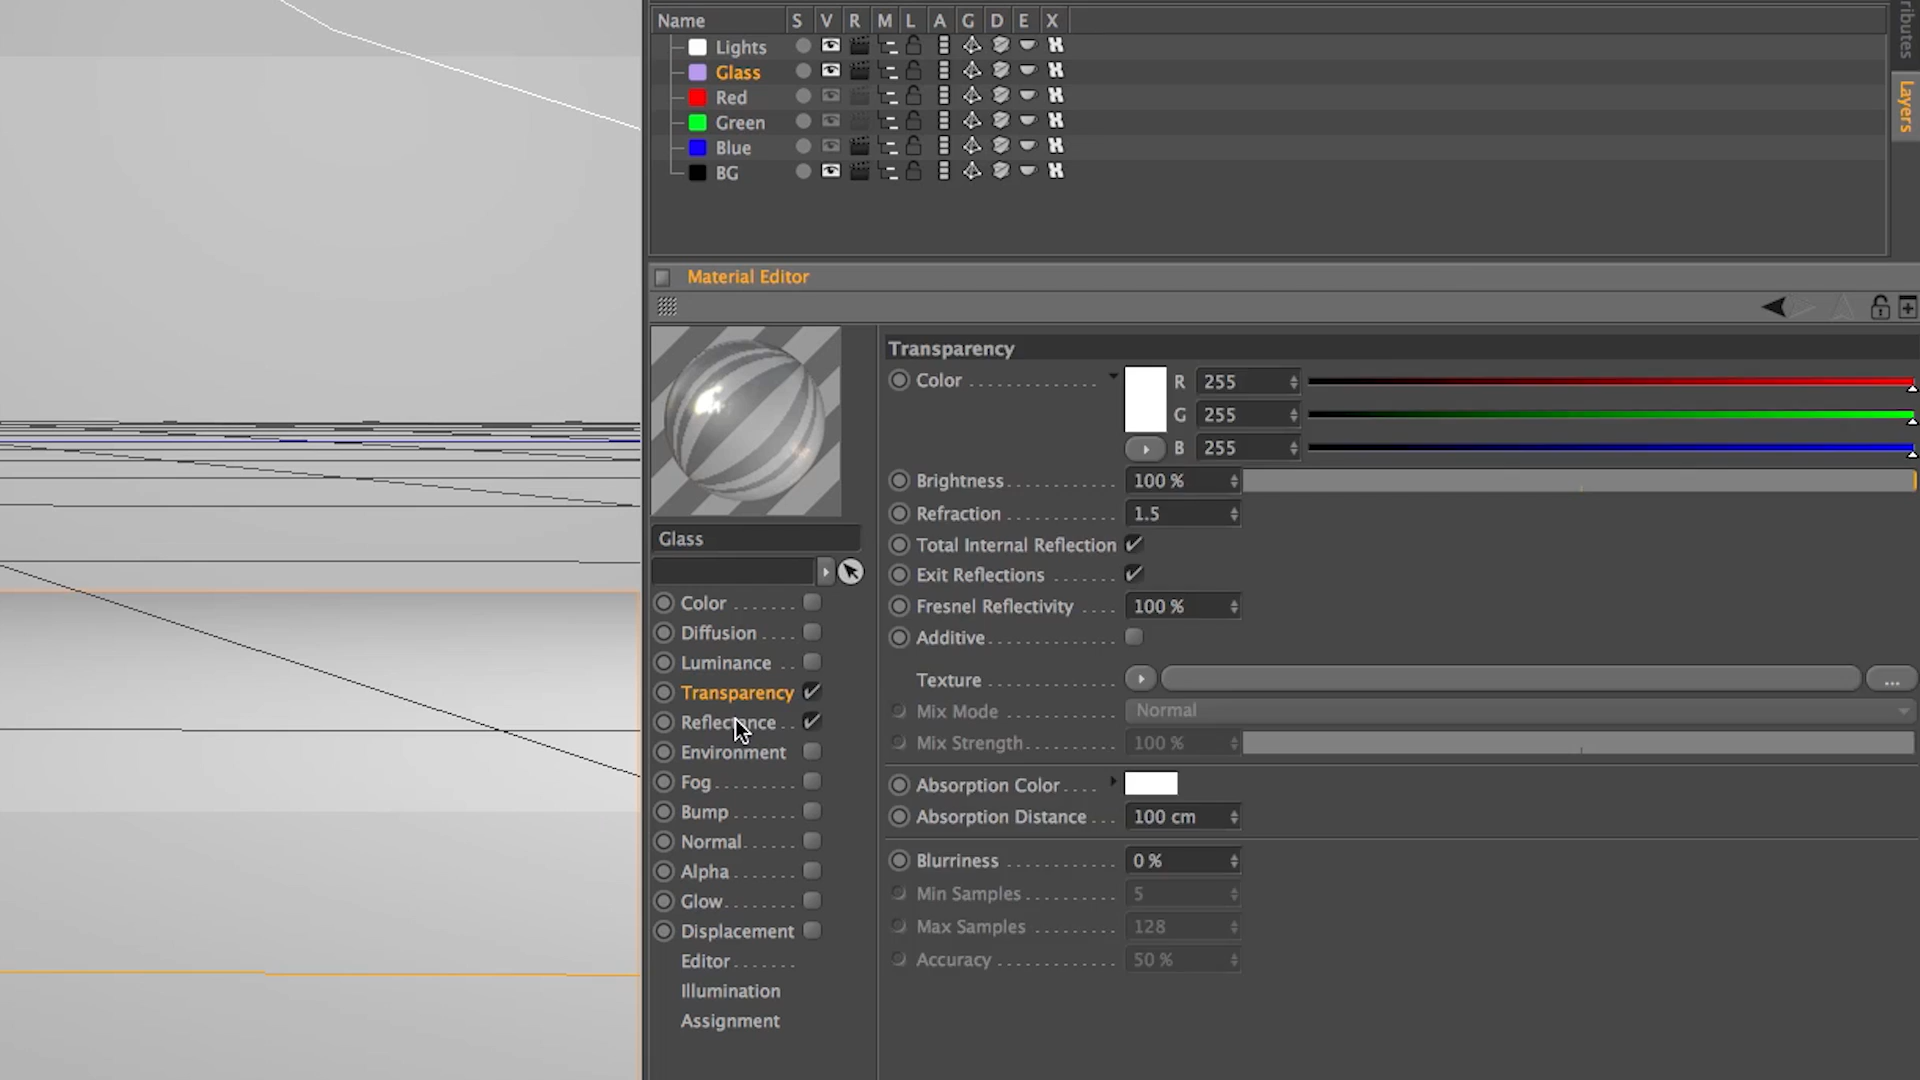 Name S V R M L A G D E X
Lights
Glass
Red
Green
Blue
BG
ributes
Layers
Material Editor
Transparency
Color . . . . . . . . . . . . . R 255
G 255
B 255
Brightness . . . . . . . . . . . 100 %
Refraction . . . . . . . . . . . 1.5
Total Internal Reflection
Exit Reflections . . . . . . .
Fresnel Reflectivity . . . . 100 %
Additive . . . . . . . . . . . . .
Texture . . . . . . . . . . . . . ...
Mix Mode . . . . . . . . . . . Normal
Mix Strength . . . . . . . . . 100 %
Absorption Color . . . . .
Absorption Distance . . . 100 cm
Blurriness . . . . . . . . . . . 0 %
Min Samples . . . . . . . . . 5
Max Samples . . . . . . . . . 128
Accuracy . . . . . . . . . . . . 50 %
Glass
Color . . . . . . .
Diffusion . . . .
Luminance . .
Transparency
Reflectance . .
Environment
Fog . . . . . . . . .
Bump . . . . . . .
Normal . . . . . .
Alpha . . . . . . .
Glow . . . . . . . .
Displacement
Editor . . . . . . .
Illumination
Assignment